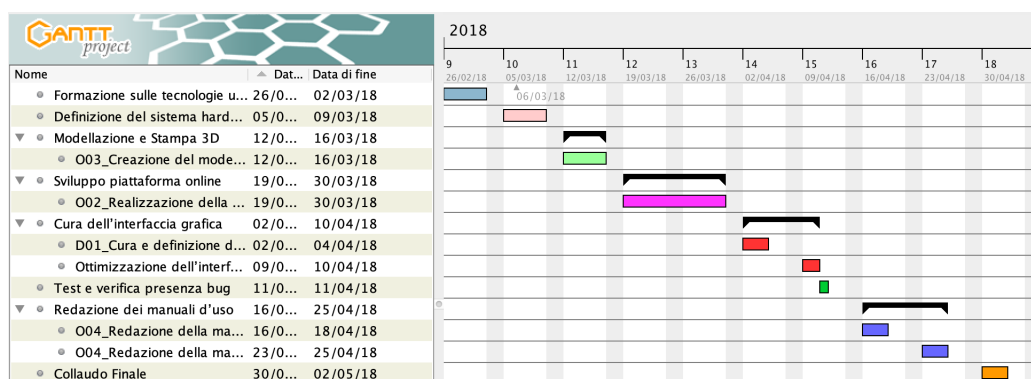 GANTT
project
2018
9 10 11 12 13 14 15 16 17 18
26/02/18 05/03/18 12/03/18 19/03/18 26/03/18 02/04/18 09/04/18 16/04/18 23/04/18 30/04/18
Nome Dat... Data di fine
Formazione sulle tecnologie u... 26/0... 02/03/18
06/03/18
Definizione del sistema hard... 05/0... 09/03/18
Modellazione e Stampa 3D 12/0... 16/03/18
O03_Creazione del mode... 12/0... 16/03/18
Sviluppo piattaforma online 19/0... 30/03/18
O02_Realizzazione della ... 19/0... 30/03/18
Cura dell'interfaccia grafica 02/0... 10/04/18
D01_Cura e definizione d... 02/0... 04/04/18
Ottimizzazione dell'interf... 09/0... 10/04/18
Test e verifica presenza bug 11/0... 11/04/18
Redazione dei manuali d'uso 16/0... 25/04/18
O04_Redazione della ma... 16/0... 18/04/18
O04_Redazione della ma... 23/0... 25/04/18
Collaudo Finale 30/0... 02/05/18